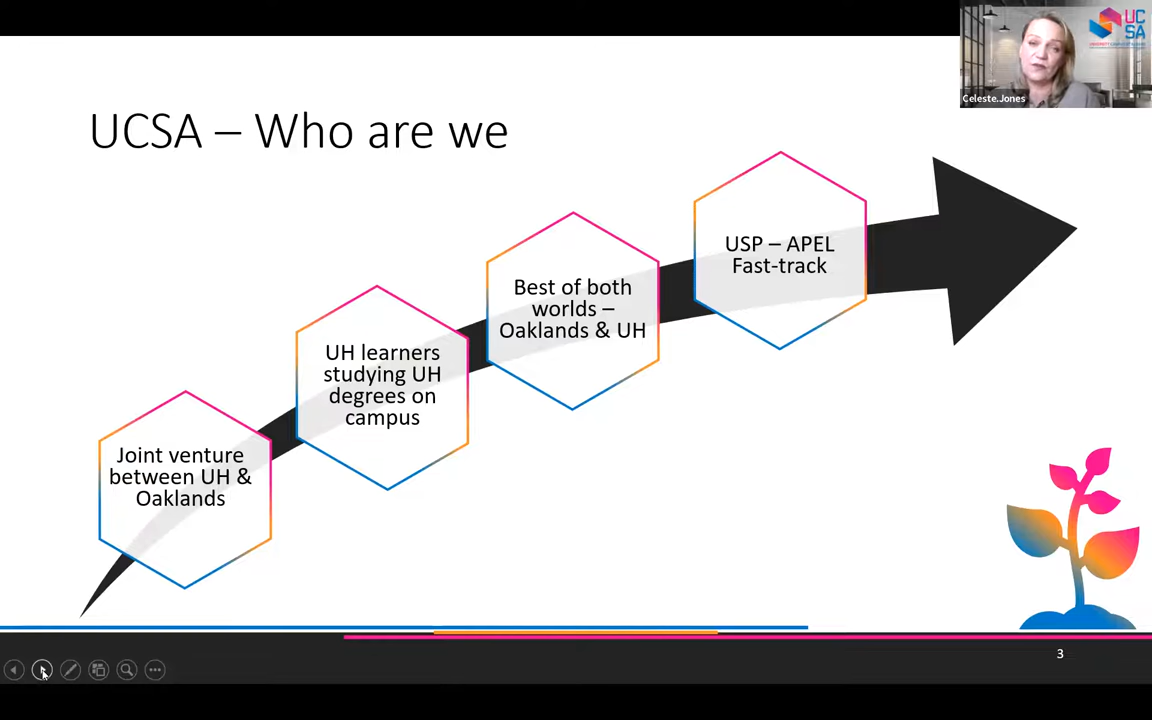 UC
SA
Celeste.Jones
UCSA – Who are we
USP – APEL
Fast-track
Best of both
worlds –
Oaklands & UH
UH learners
studying UH
degrees on
campus
Joint venture
between UH &
Oaklands
3